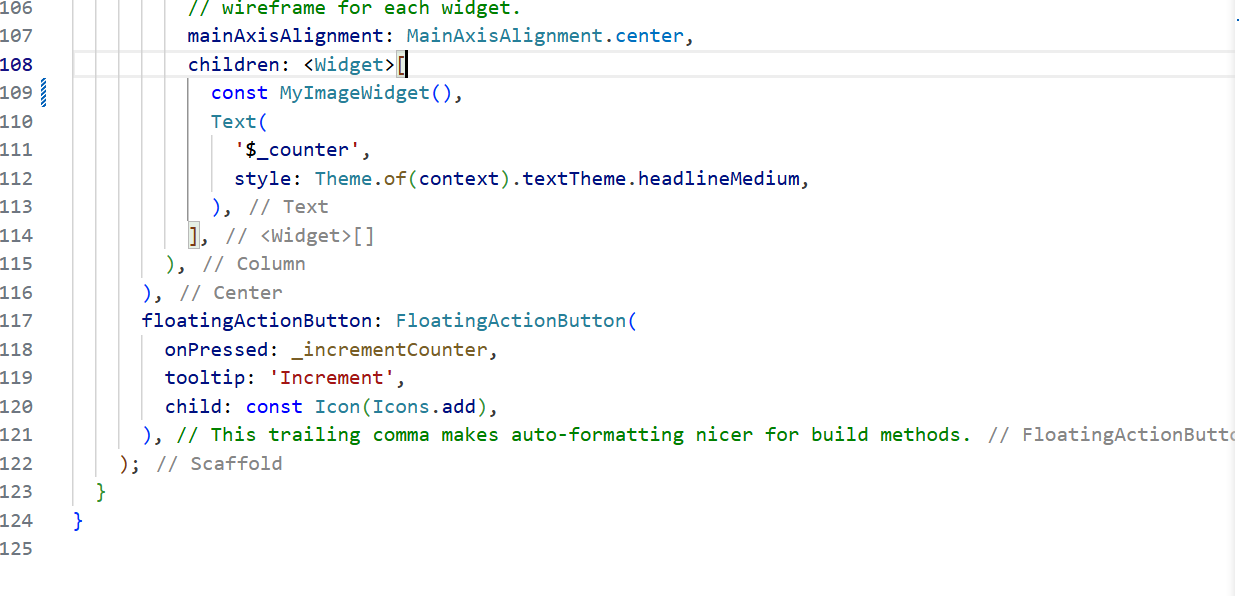 106 // wireframe for each widget.
107 mainAxisAlignment: MainAxisAlignment.center,
108 children: <Widget>[
109 const MyImageWidget(),
110 Text(
111 '$_counter',
112 style: Theme.of(context).textTheme.headlineMedium,
113 ), // Text
114 ], // <Widget>[]
115 ), // Column
116 ), // Center
117 floatingActionButton: FloatingActionButton(
118 onPressed: _incrementCounter,
119 tooltip: 'Increment',
120 child: const Icon(Icons.add),
121 ), // This trailing comma makes auto-formatting nicer for build methods. // FloatingActionButto
122 ); // Scaffold
123 }
124 }
125